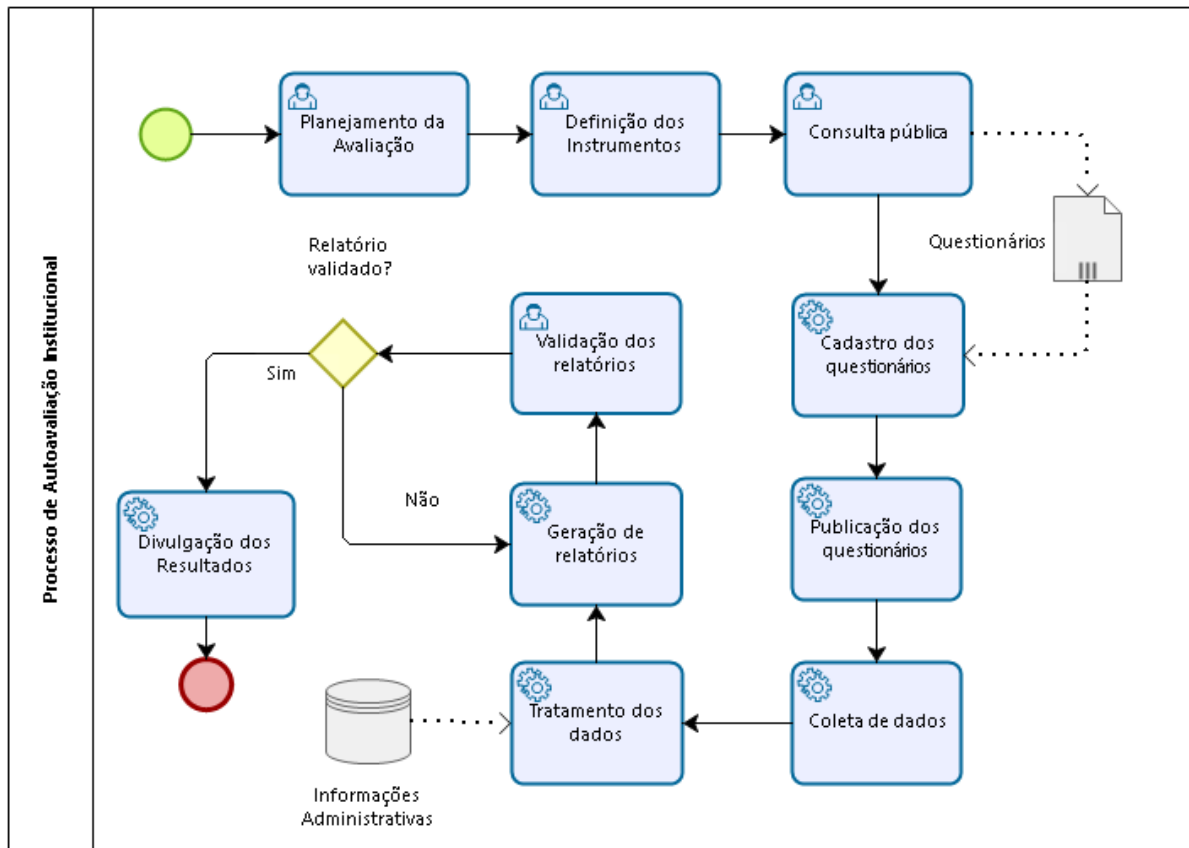 Processo de Autoavaliação Institucional
Planejamento da
Avaliação
Definição dos
Instrumentos
Consulta pública
Questionários
Relatório
validado?
Cadastro dos
questionários
Validação dos
relatórios
Sim
Não
Publicação dos
questionários
Geração de
relatórios
Divulgação dos
Resultados
Coleta de dados
Tratamento dos
dados
Informações
Administrativas